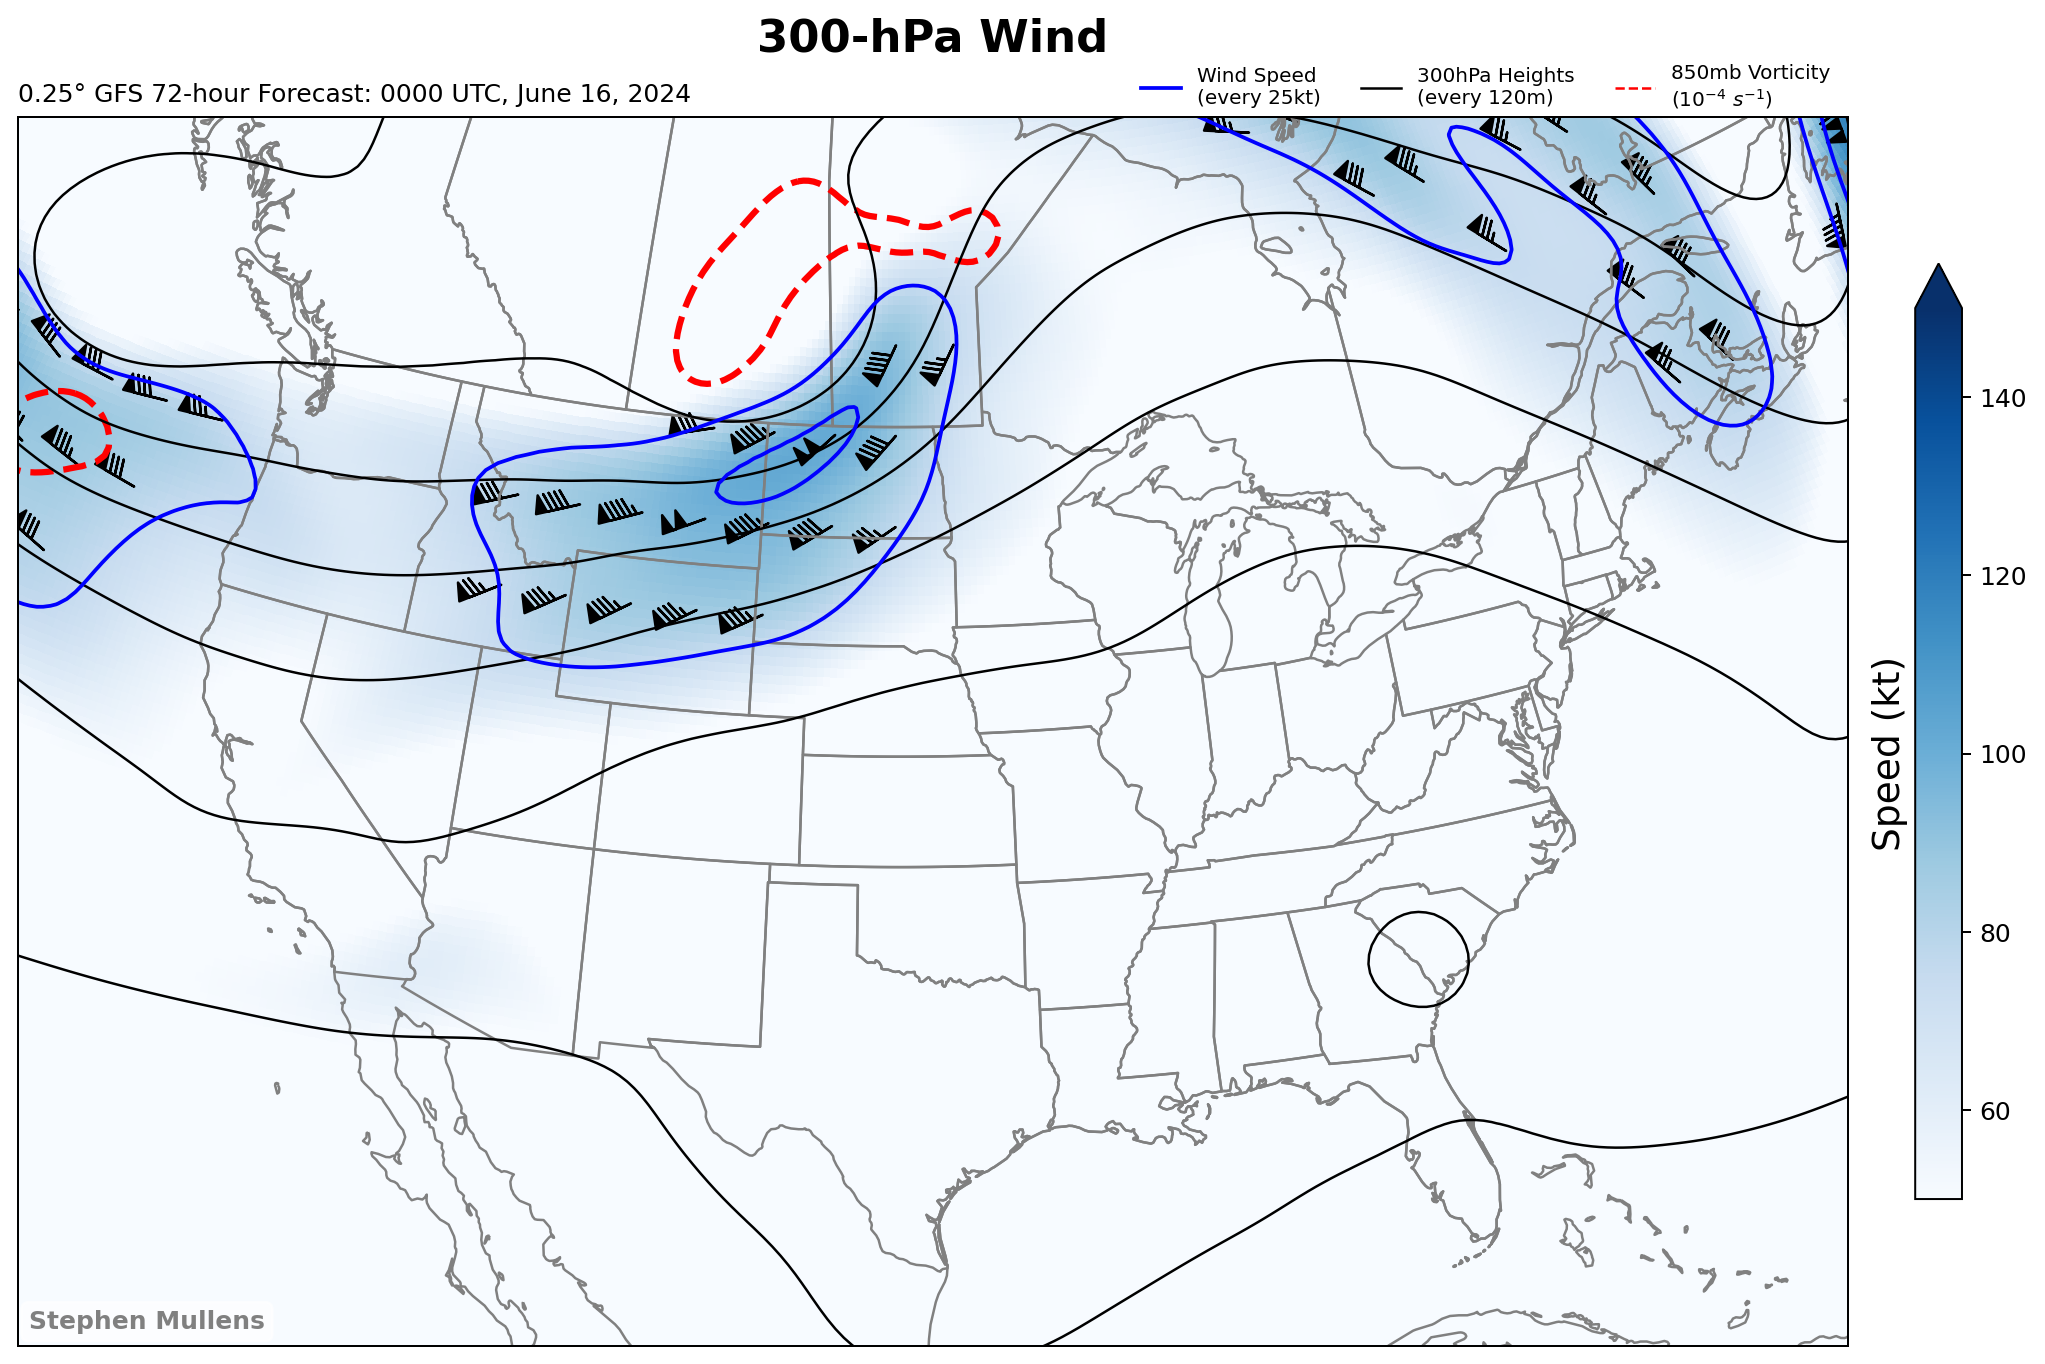 300-hPa Wind
0.25° GFS 72-hour Forecast: 0000 UTC, June 16, 2024
Wind Speed
(every 25kt)
300hPa Heights
(every 120m)
850mb Vorticity
(10⁻⁴ s⁻¹)
140
120
100
80
60
Speed (kt)
Stephen Mullens